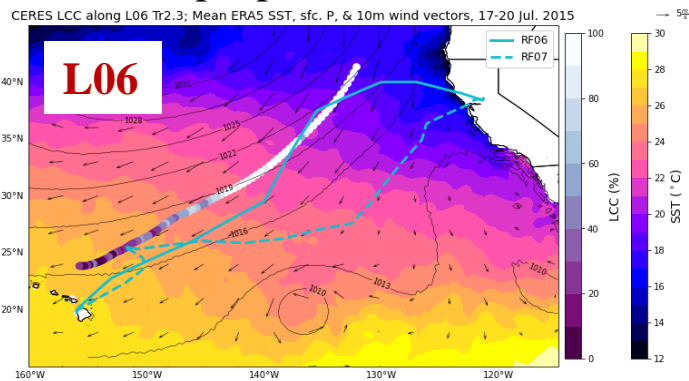 CERES LCC along L06 Tr2.3; Mean ERA5 SST, sfc. P, & 10m wind vectors, 17-20 Jul. 2015
5 m/s
L06
RF06
RF07
1031
1028
1025
1022
1019
1016
1013
1010
1010
40°N
35°N
30°N
25°N
20°N
160°W
150°W
140°W
130°W
120°W
100
80
60
40
20
0
LCC (%)
30
28
26
24
22
20
18
16
14
12
SST (°C)